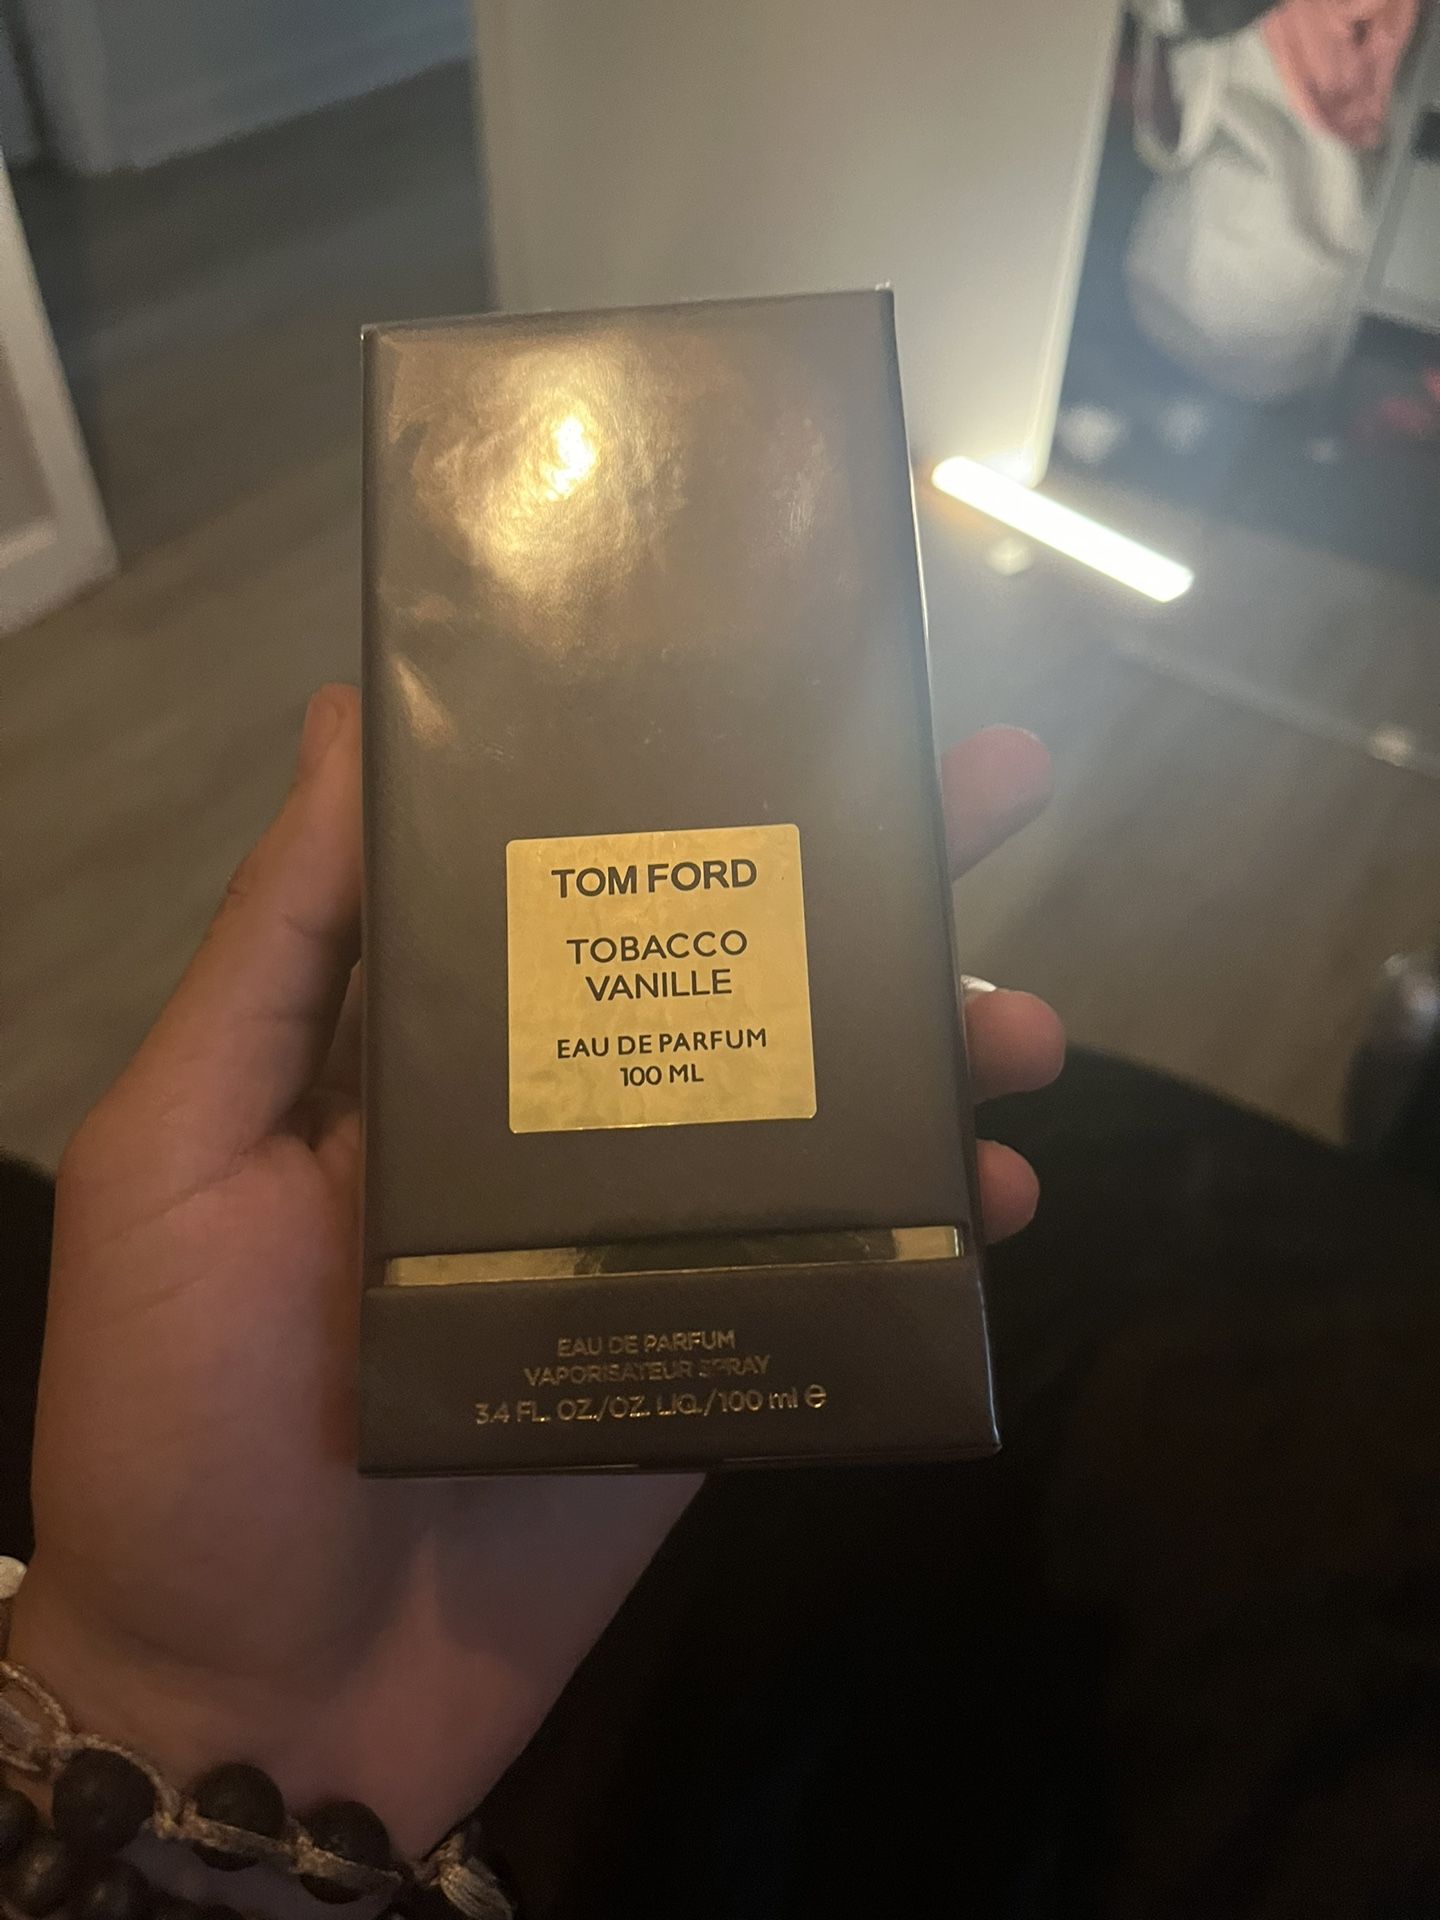 TOM FORD
TOBACCO
VANILLE
EAU DE PARFUM
100 ML
EAU DE PARFUM
VAPORISATEUR SPRAY
3.4 FL. OZ./OZ. LIQ./100 ml ℮